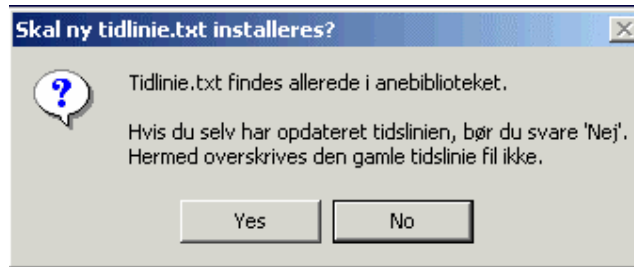 Skal ny tidlinie.txt installeres?
Tidlinie.txt findes allerede i anebiblioteket.
Hvis du selv har opdateret tidslinien, bør du svare 'Nej'.
Hermed overskrives den gamle tidslinie fil ikke.
Yes No